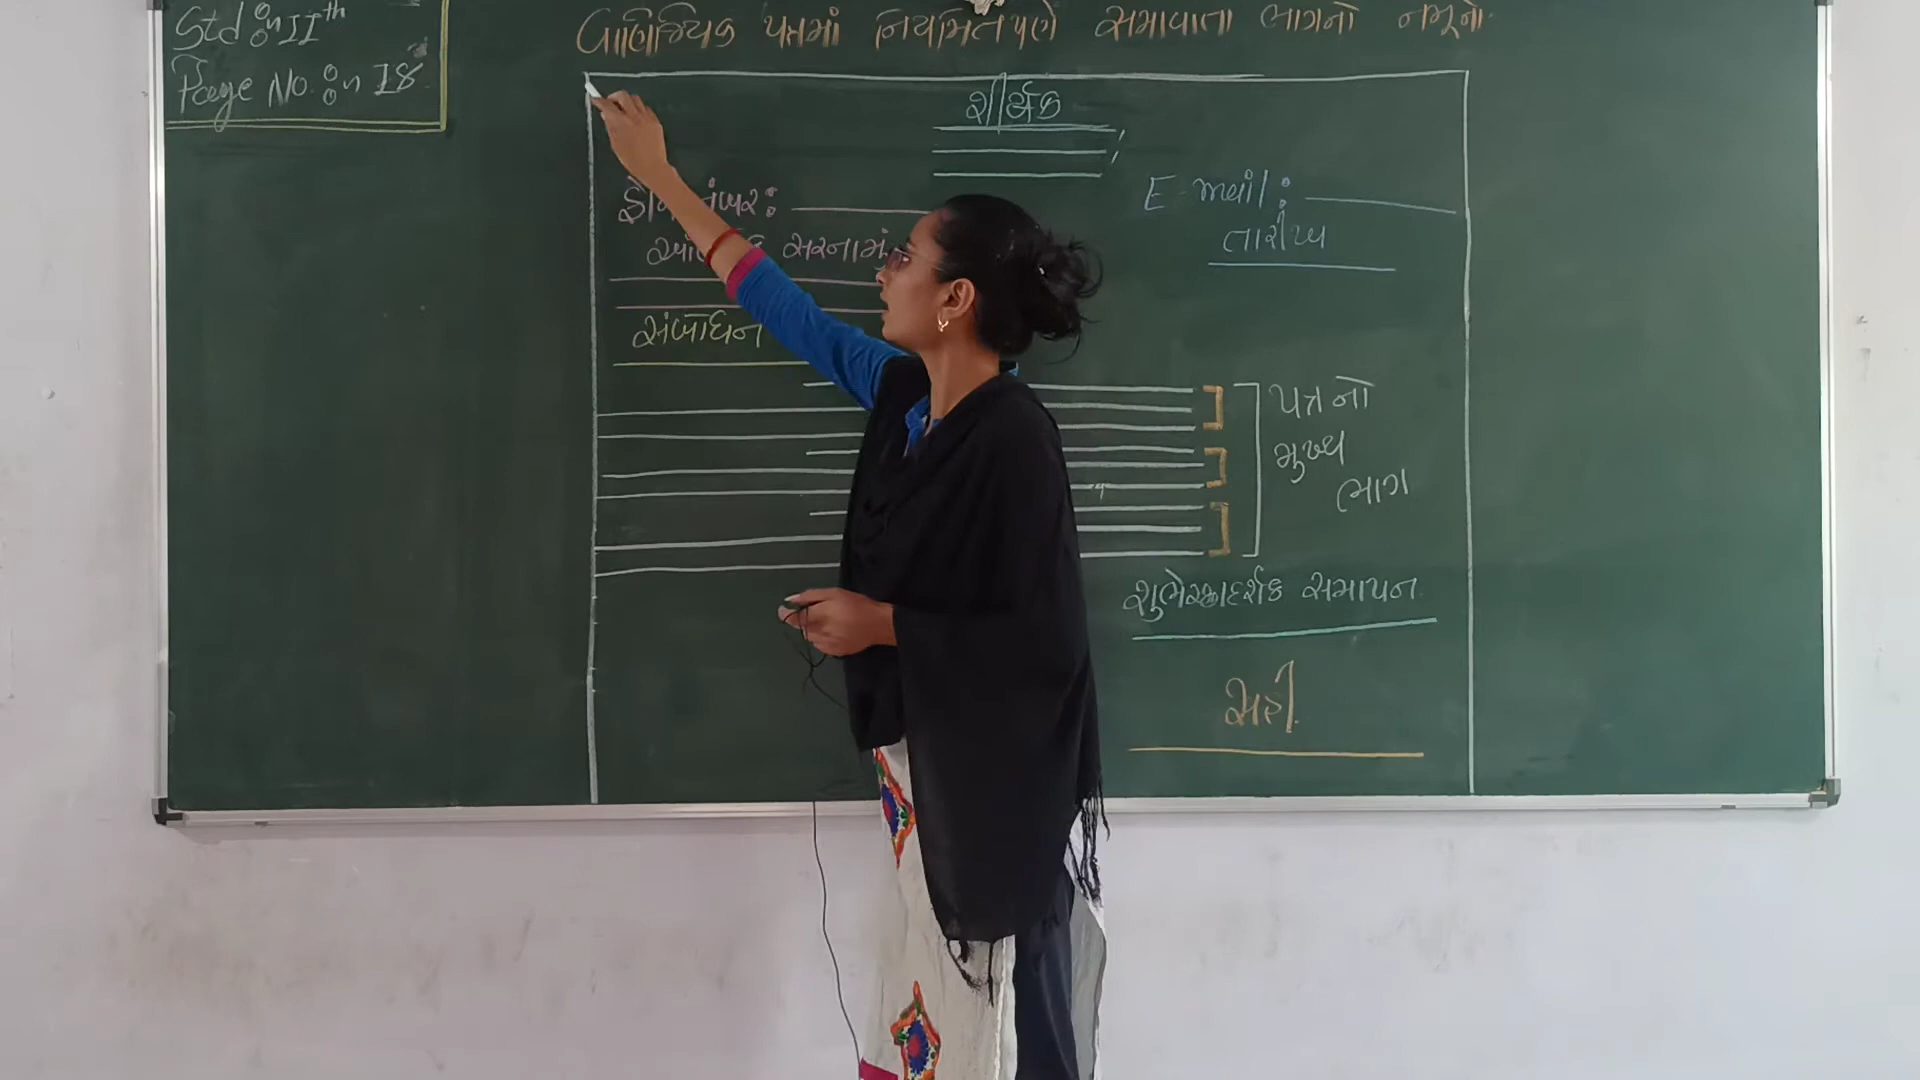 Std : 11th
Page No. : 18
વાણિજ્યિક પત્રમાં નિયમિતપણે સમાવાતા ભાગનો નમૂનો.
શીર્ષક
નંબર :
E-mail :
સરનામું
તારીખ
સંબોધન
પત્રનો
મુખ્ય
ભાગ
શુભેચ્છાદર્શક સમાપન.
સહી.